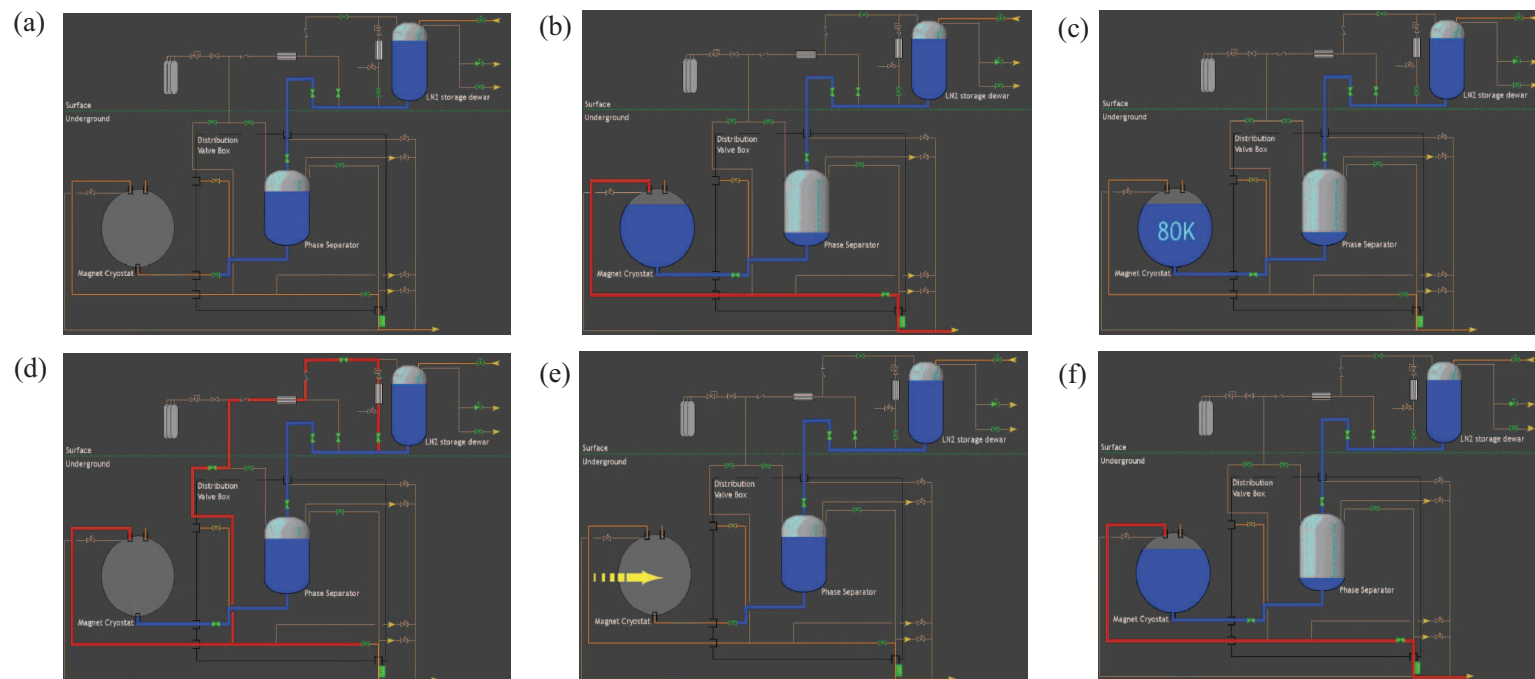 (a)
LN2 storage dewar
Surface
Underground
Distribution
Valve Box
Phase Separator
Magnet Cryostat
(b)
LN2 storage dewar
Surface
Underground
Distribution
Valve Box
Phase Separator
Magnet Cryostat
(c)
LN2 storage dewar
Surface
Underground
Distribution
Valve Box
80K
Phase Separator
Magnet Cryostat
(d)
LN2 storage dewar
Surface
Underground
Distribution
Valve Box
Phase Separator
Magnet Cryostat
(e)
LN2 storage dewar
Surface
Underground
Distribution
Valve Box
Phase Separator
Magnet Cryostat
(f)
LN2 storage dewar
Surface
Underground
Distribution
Valve Box
Phase Separator
Magnet Cryostat